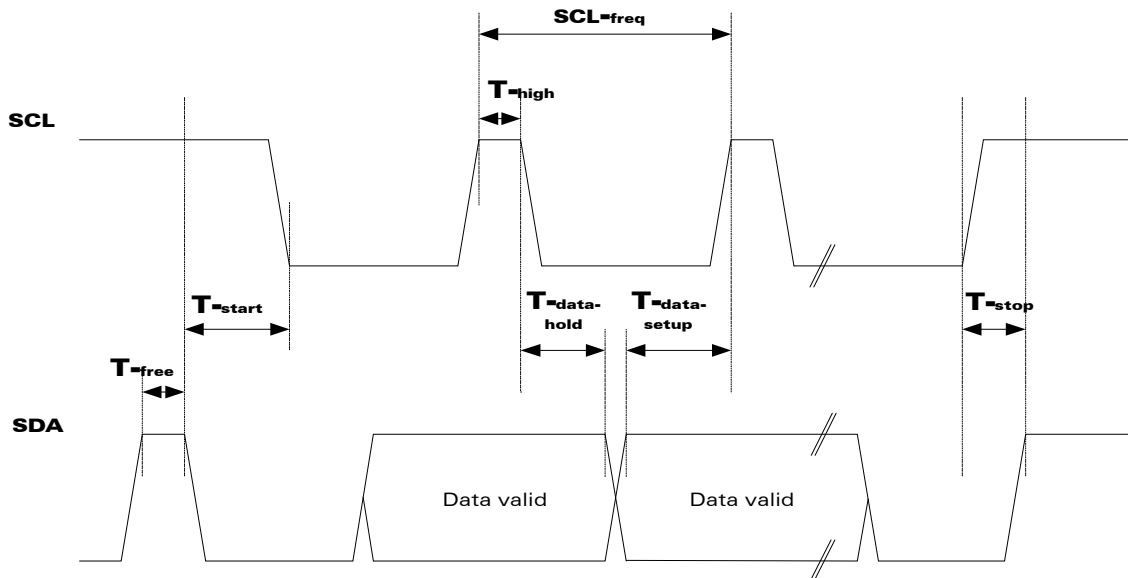 SCL-freq
T-high
SCL
T-start
T-data-
hold
T-data-
setup
T-stop
T-free
SDA
Data valid
Data valid